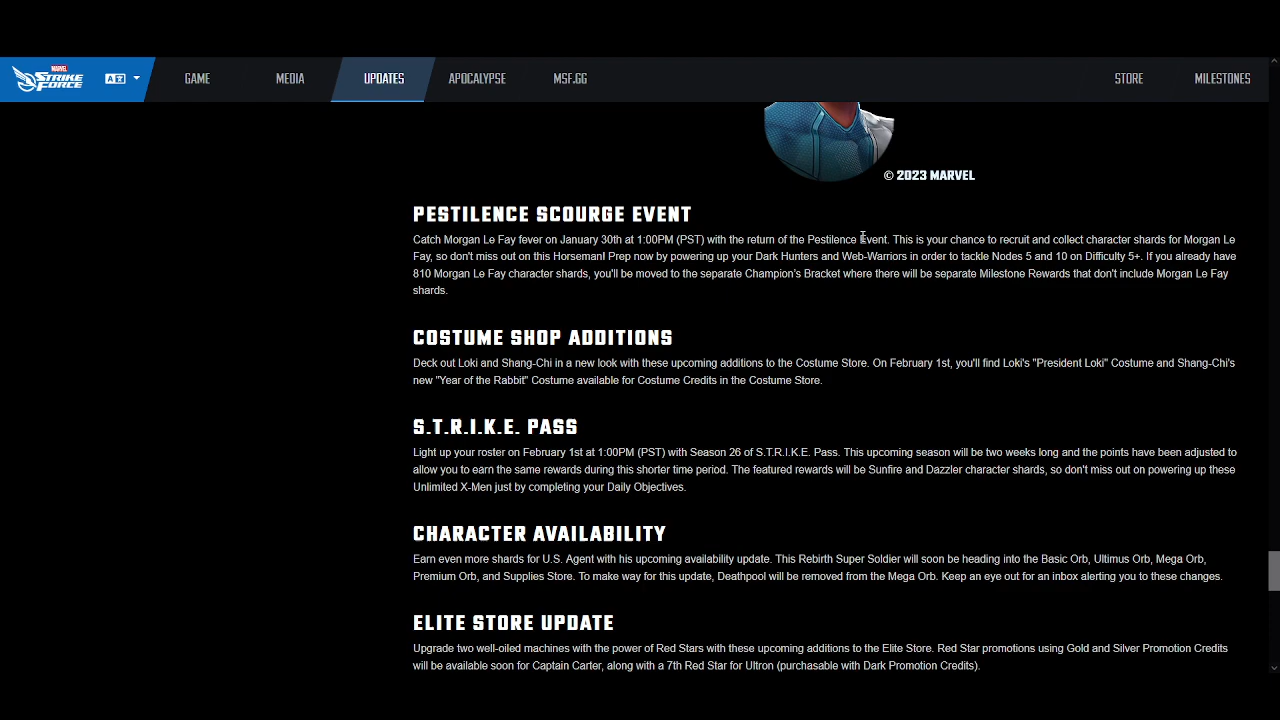 MARVEL
STRIKE
FORCE
GAME
MEDIA
UPDATES
APOCALYPSE
MSF.GG
STORE
MILESTONES
© 2023 MARVEL
PESTILENCE SCOURGE EVENT
Catch Morgan Le Fay fever on January 30th at 1:00PM (PST) with the return of the Pestilence Event. This is your chance to recruit and collect character shards for Morgan Le
Fay, so don't miss out on this Horseman! Prep now by powering up your Dark Hunters and Web-Warriors in order to tackle Nodes 5 and 10 on Difficulty 5+. If you already have
810 Morgan Le Fay character shards, you'll be moved to the separate Champion's Bracket where there will be separate Milestone Rewards that don't include Morgan Le Fay
shards.
COSTUME SHOP ADDITIONS
Deck out Loki and Shang-Chi in a new look with these upcoming additions to the Costume Store. On February 1st, you'll find Loki's "President Loki" Costume and Shang-Chi's
new "Year of the Rabbit" Costume available for Costume Credits in the Costume Store.
S.T.R.I.K.E. PASS
Light up your roster on February 1st at 1:00PM (PST) with Season 26 of S.T.R.I.K.E. Pass. This upcoming season will be two weeks long and the points have been adjusted to
allow you to earn the same rewards during this shorter time period. The featured rewards will be Sunfire and Dazzler character shards, so don't miss out on powering up these
Unlimited X-Men just by completing your Daily Objectives.
CHARACTER AVAILABILITY
Earn even more shards for U.S. Agent with his upcoming availability update. This Rebirth Super Soldier will soon be heading into the Basic Orb, Ultimus Orb, Mega Orb,
Premium Orb, and Supplies Store. To make way for this update, Deathpool will be removed from the Mega Orb. Keep an eye out for an inbox alerting you to these changes.
ELITE STORE UPDATE
Upgrade two well-oiled machines with the power of Red Stars with these upcoming additions to the Elite Store. Red Star promotions using Gold and Silver Promotion Credits
will be available soon for Captain Carter, along with a 7th Red Star for Ultron (purchasable with Dark Promotion Credits).